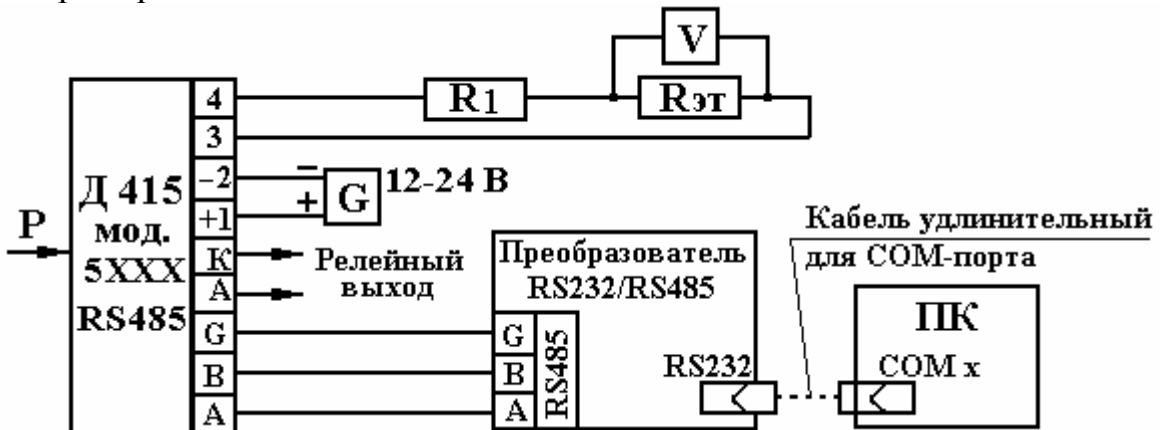 V
4
R1
Rэт
3
Д 415
мод.
5XXX
RS485
P
–2
+1
–
+
G
12-24 В
К
А
Релейный
выход
G
В
А
Преобразователь
RS232/RS485
G
В
А
RS485
RS232
Кабель удлинительный
для СОМ-порта
ПК
COM x